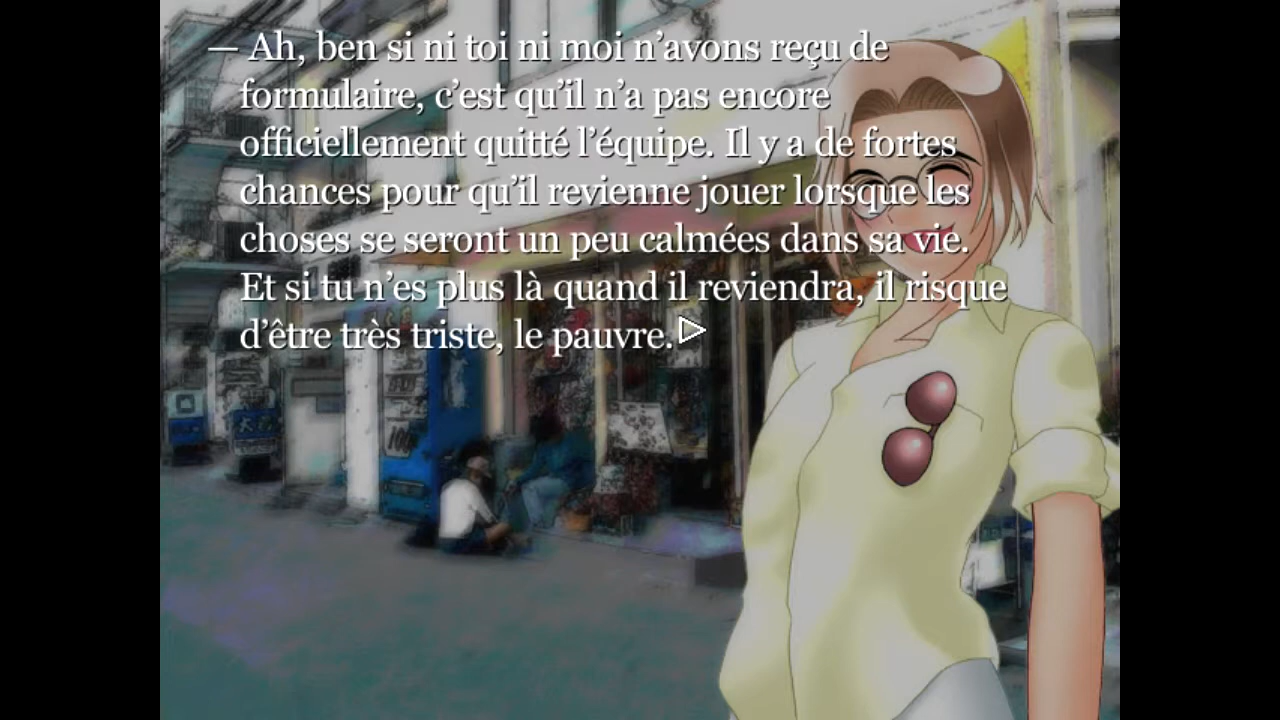 — Ah, ben si ni toi ni moi n’avons reçu de
formulaire, c’est qu’il n’a pas encore
officiellement quitté l’équipe. Il y a de fortes
chances pour qu’il revienne jouer lorsque les
choses se seront un peu calmées dans sa vie.
Et si tu n’es plus là quand il reviendra, il risque
d’être très triste, le pauvre.